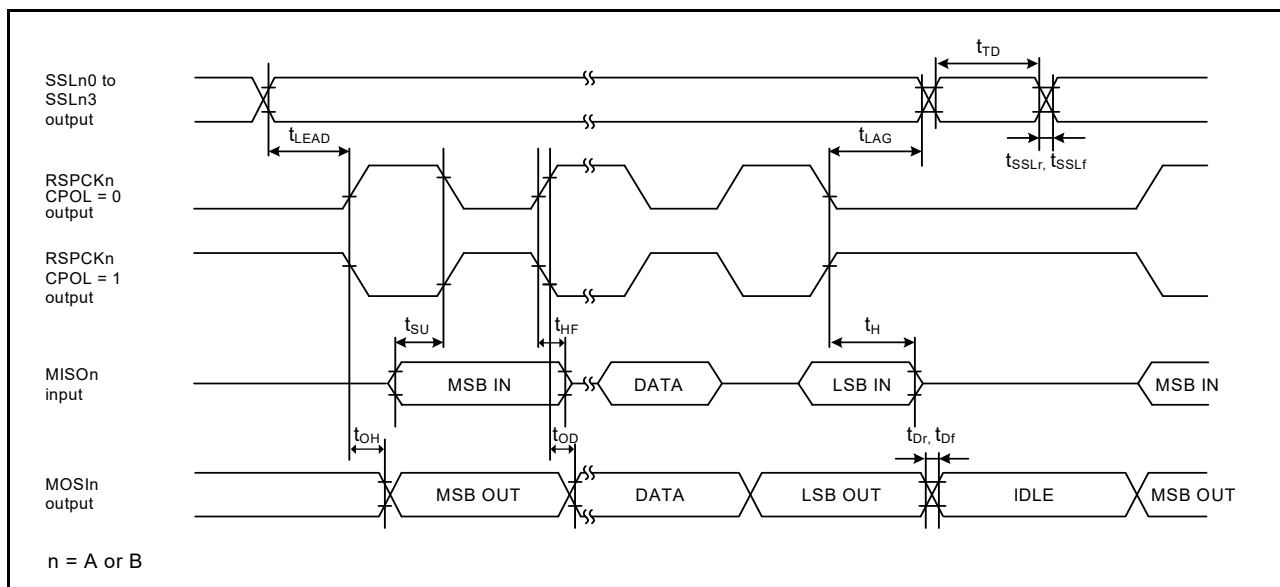 tTD
SSLn0 to
SSLn3
output
tLEAD
tLAG
tSSLr, tSSLf
RSPCKn
CPOL = 0
output
RSPCKn
CPOL = 1
output
tSU
tHF
tH
MISOn
input
MSB IN
DATA
LSB IN
MSB IN
tOH
tOD
tDr, tDf
MOSIn
output
MSB OUT
DATA
LSB OUT
IDLE
MSB OUT
n = A or B